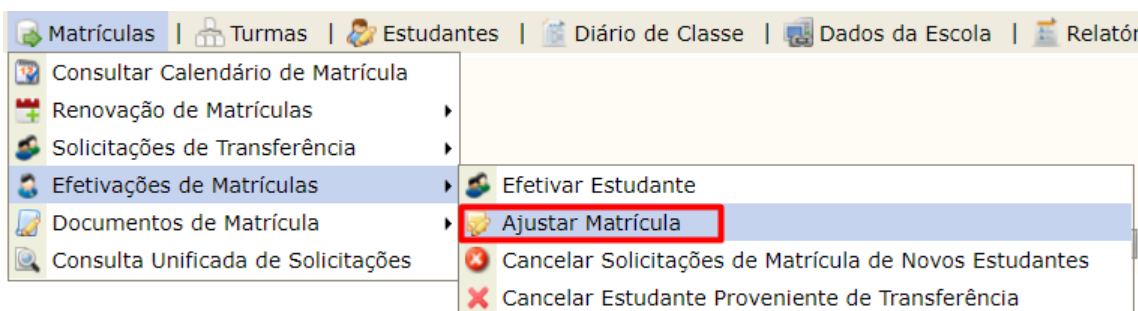 Matrículas | Turmas | Estudantes | Diário de Classe | Dados da Escola | Relatór
Consultar Calendário de Matrícula
Renovação de Matrículas
Solicitações de Transferência
Efetivações de Matrículas
Documentos de Matrícula
Consulta Unificada de Solicitações
Efetivar Estudante
Ajustar Matrícula
Cancelar Solicitações de Matrícula de Novos Estudantes
Cancelar Estudante Proveniente de Transferência